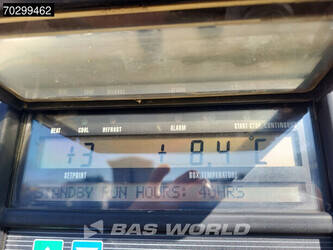 70299462
HEAT COOL DEFROST ALARM START STOP CONTINUOUS
+3 + 8.4°C
SETPOINT BOX TEMPERATURE
STANDBY RUN HOURS: 40HRS
BAS WORLD